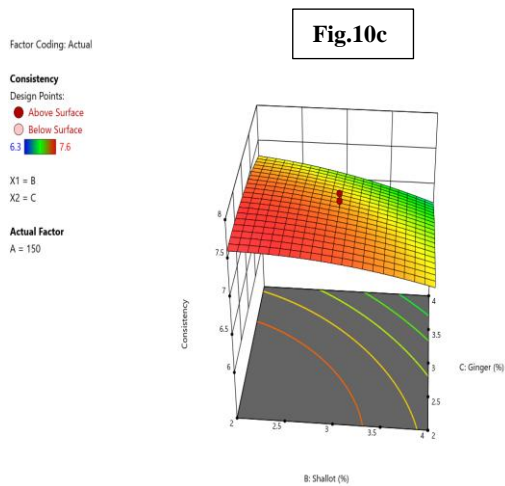 Fig.10c
Factor Coding: Actual
Consistency
Design Points:
Above Surface
Below Surface
6.3 7.6
X1 = B
X2 = C
Actual Factor
A = 150
8
7.5
7
6.5
6
Consistency
4
3.5
3
2.5
2
C: Ginger (%)
2
2.5
3
3.5
4
B: Shallot (%)